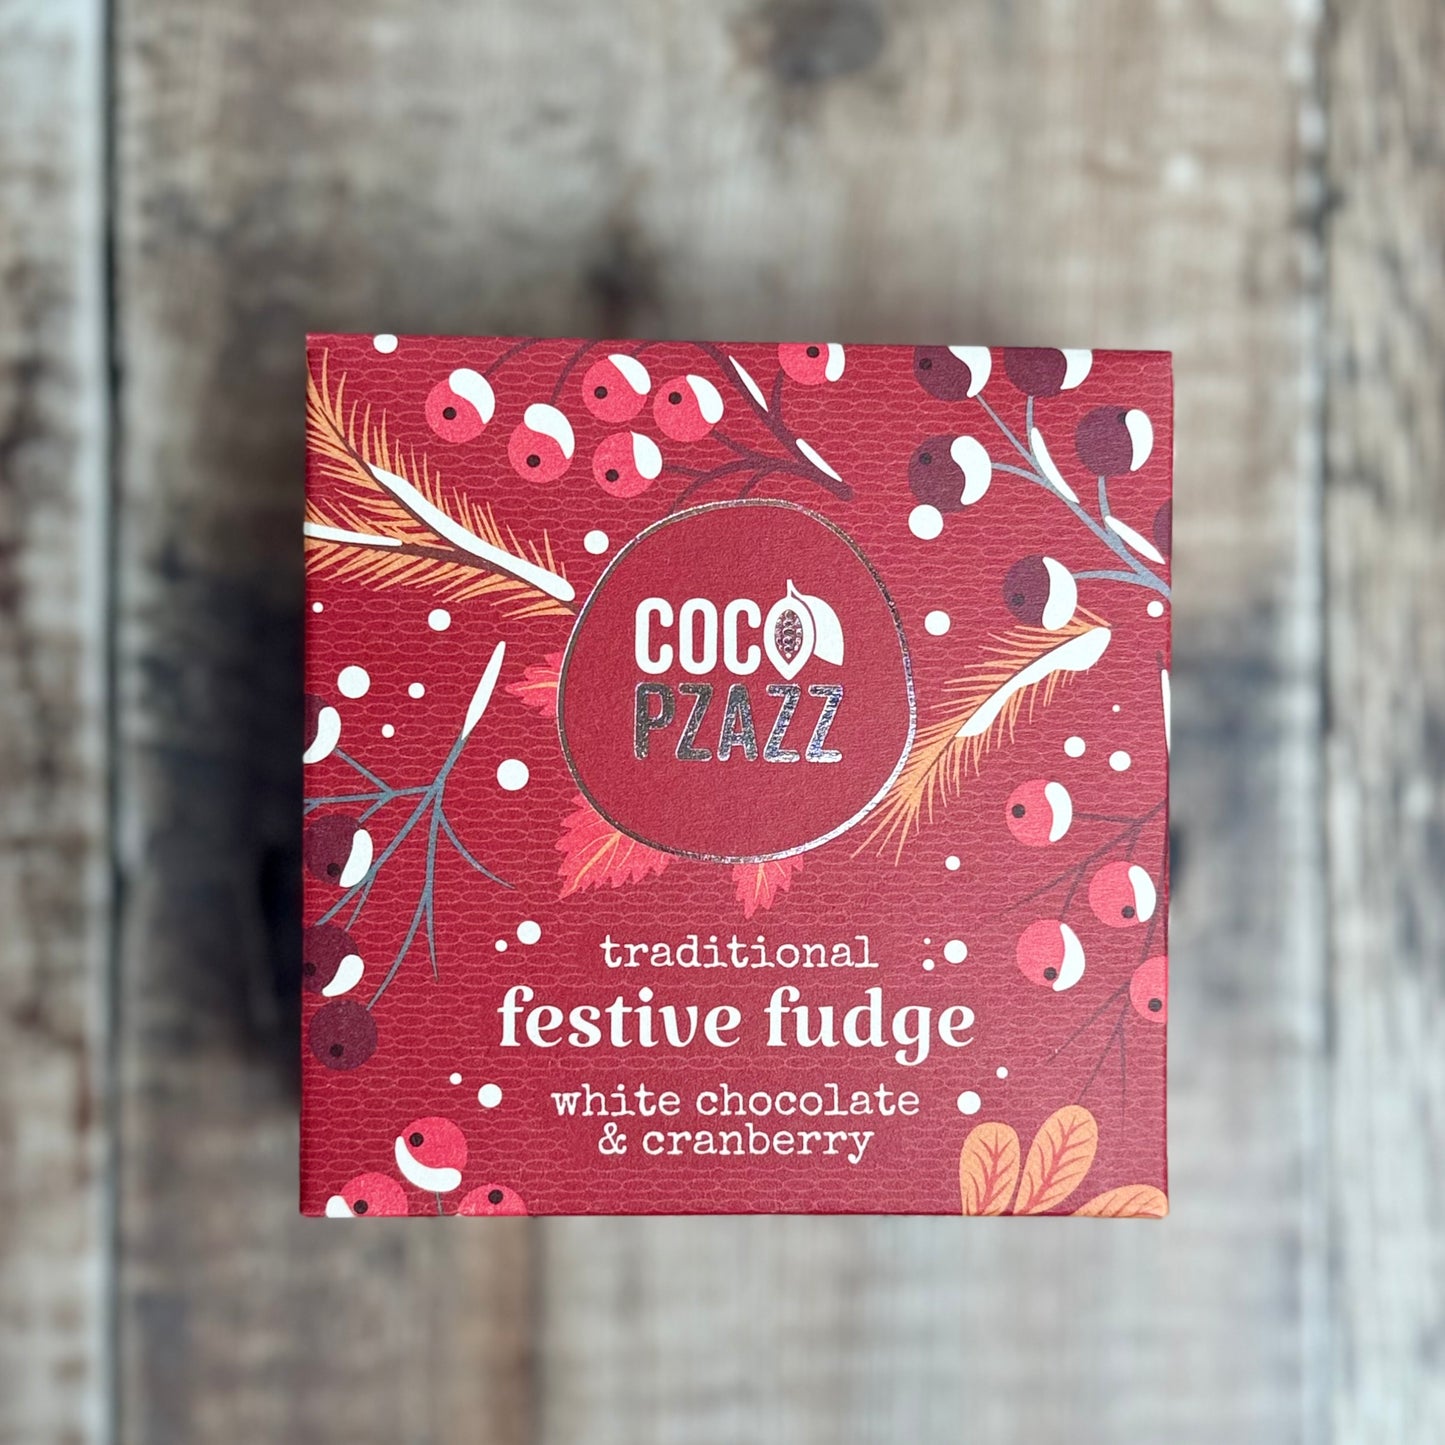 COCO
PZAZZ
traditional
festive fudge
white chocolate
& cranberry